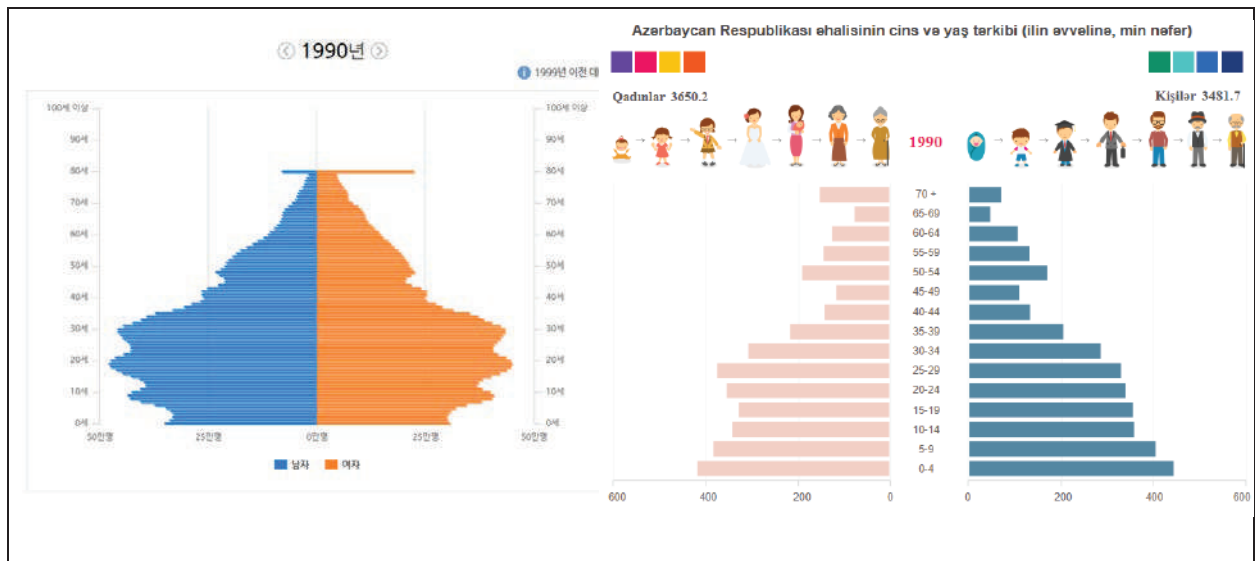 1990년
1999년 이전 데
100세 이상 100세 이상
90세 90세
80세 80세
70세 70세
60세 60세
50세 50세
40세 40세
30세 30세
20세 20세
10세 10세
0세 0세
50만명 25만명 0만명 25만명 50만명
남자 여자
Azərbaycan Respublikası əhalisinin cins və yaş tərkibi (ilin əvvelinə, min nəfər)
Qadınlar 3650.2 Kişilər 3481.7
1990
70 +
65-69
60-64
55-59
50-54
45-49
40-44
35-39
30-34
25-29
20-24
15-19
10-14
5-9
0-4
600 400 200 0 0 200 400 600